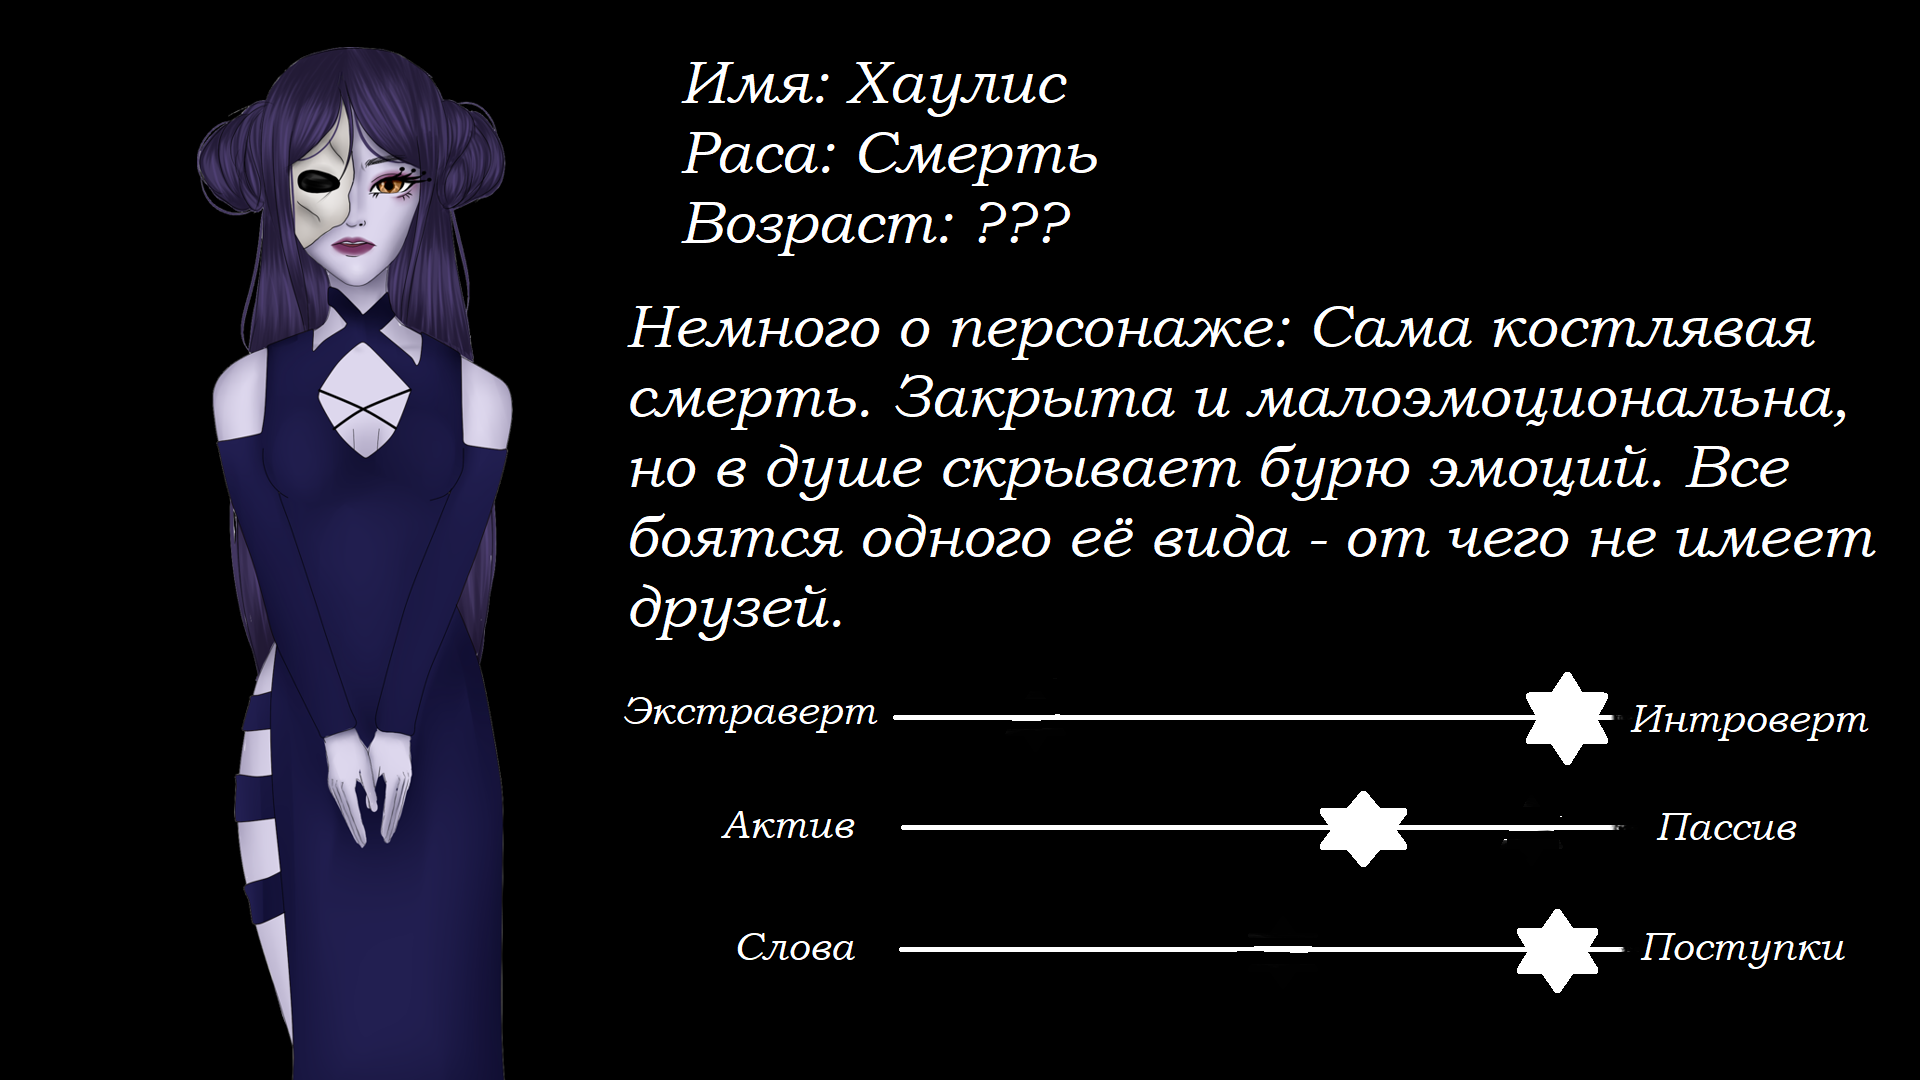 Имя: Хаулис
Раса: Смерть
Возраст: ???
Немного о персонаже: Сама костлявая
смерть. Закрыта и малоэмоциональна,
но в душе скрывает бурю эмоций. Все
боятся одного её вида - от чего не имеет
друзей.
Экстраверт Интроверт
Актив Пассив
Слова Поступки